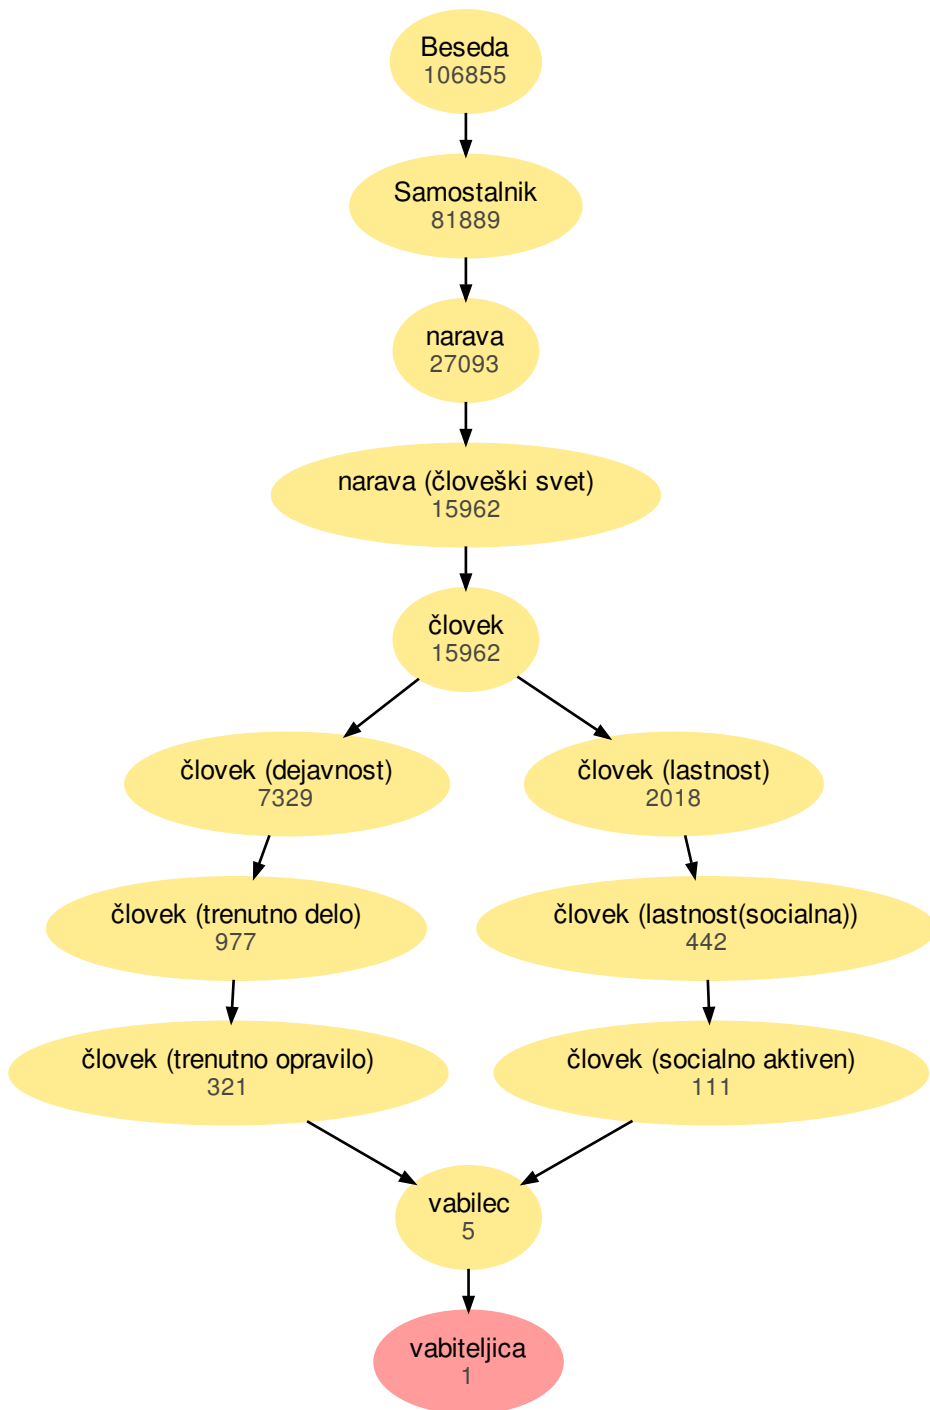 Beseda
106855
Samostalnik
81889
narava
27093
narava (človeški svet)
15962
človek
15962
človek (dejavnost)
7329
človek (lastnost)
2018
človek (trenutno delo)
977
človek (lastnost(socialna))
442
človek (trenutno opravilo)
321
človek (socialno aktiven)
111
vabilec
5
vabiteljica
1